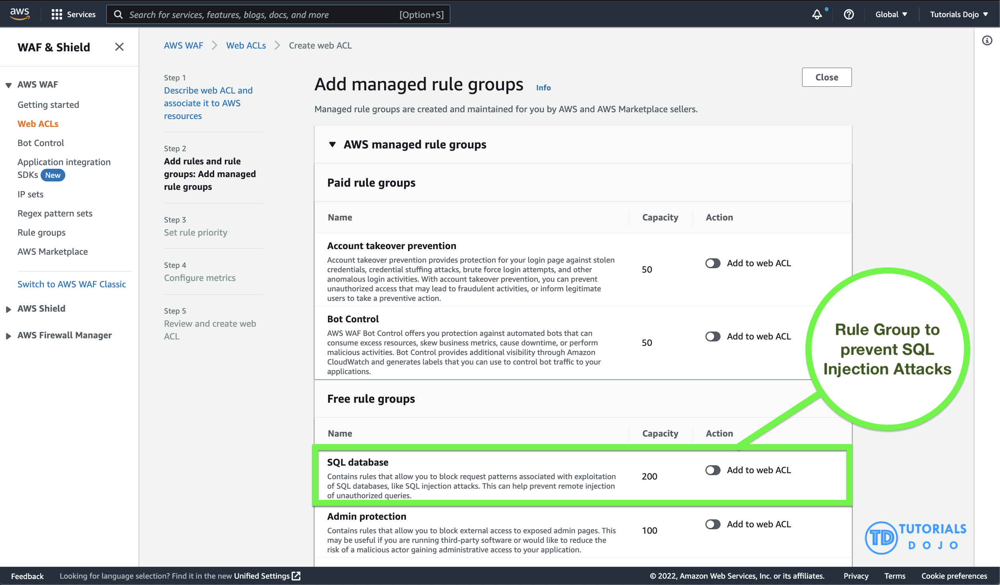 aws
Services
Search for services, features, blogs, docs, and more
[Option+S]
Global
Tutorials Dojo
WAF & Shield
AWS WAF
Getting started
Web ACLs
Bot Control
Application integration
SDKs New
IP sets
Regex pattern sets
Rule groups
AWS Marketplace
Switch to AWS WAF Classic
AWS Shield
AWS Firewall Manager
AWS WAF
Web ACLs
Create web ACL
Step 1
Describe web ACL and
associate it to AWS
resources
Step 2
Add rules and rule
groups: Add managed
rule groups
Step 3
Set rule priority
Step 4
Configure metrics
Step 5
Review and create web
ACL
Add managed rule groups Info
Close
Managed rule groups are created and maintained for you by AWS and AWS Marketplace sellers.
AWS managed rule groups
Paid rule groups
Name Capacity Action
Account takeover prevention
Account takeover prevention provides protection for your login page against stolen
credentials, credential stuffing attacks, brute force login attempts, and other
anomalous login activities. With account takeover prevention, you can prevent
unauthorized access that may lead to fraudulent activities, or inform legitimate
users to take a preventive action.
50
Add to web ACL
Bot Control
AWS WAF Bot Control offers you protection against automated bots that can
consume excess resources, skew business metrics, cause downtime, or perform
malicious activities. Bot Control provides additional visibility through Amazon
CloudWatch and generates labels that you can use to control bot traffic to your
applications.
50
Add to web ACL
Rule Group to
prevent SQL
Injection Attacks
Free rule groups
Name Capacity Action
SQL database
Contains rules that allow you to block request patterns associated with exploitation
of SQL databases, like SQL injection attacks. This can help prevent remote injection
of unauthorized queries.
200
Add to web ACL
Admin protection
Contains rules that allow you to block external access to exposed admin pages. This
may be useful if you are running third-party software or would like to reduce the
risk of a malicious actor gaining administrative access to your application.
100
Add to web ACL
TD TUTORIALS
DOJO
Feedback
Looking for language selection? Find it in the new Unified Settings
© 2022, Amazon Web Services, Inc. or its affiliates.
Privacy
Terms
Cookie preferences